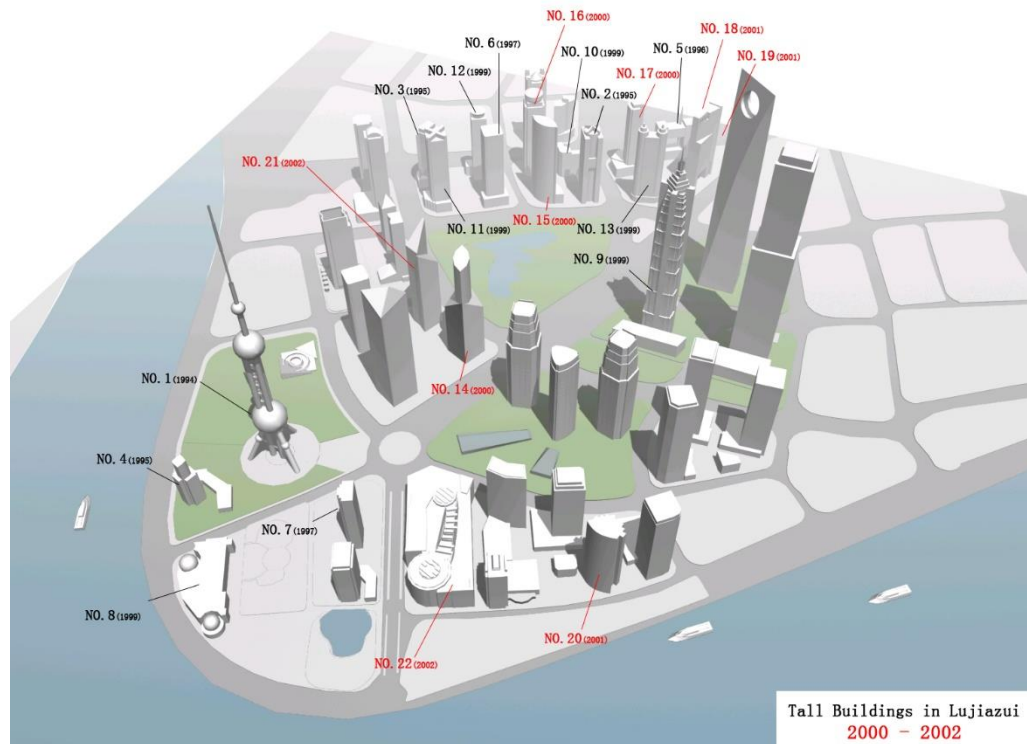 NO. 16(2000)
NO. 6(1997)
NO. 10(1999)
NO. 5(1996)
NO. 18(2001)
NO. 19(2001)
NO. 12(1999)
NO. 17(2000)
NO. 3(1995)
NO. 2(1995)
NO. 21(2002)
NO. 15(2000)
NO. 11(1999)
NO. 13(1999)
NO. 9(1999)
NO. 1(1994)
NO. 14(2000)
NO. 4(1995)
NO. 7(1997)
NO. 8(1999)
NO. 20(2001)
NO. 22(2002)
Tall Buildings in Lujiazui
2000 - 2002